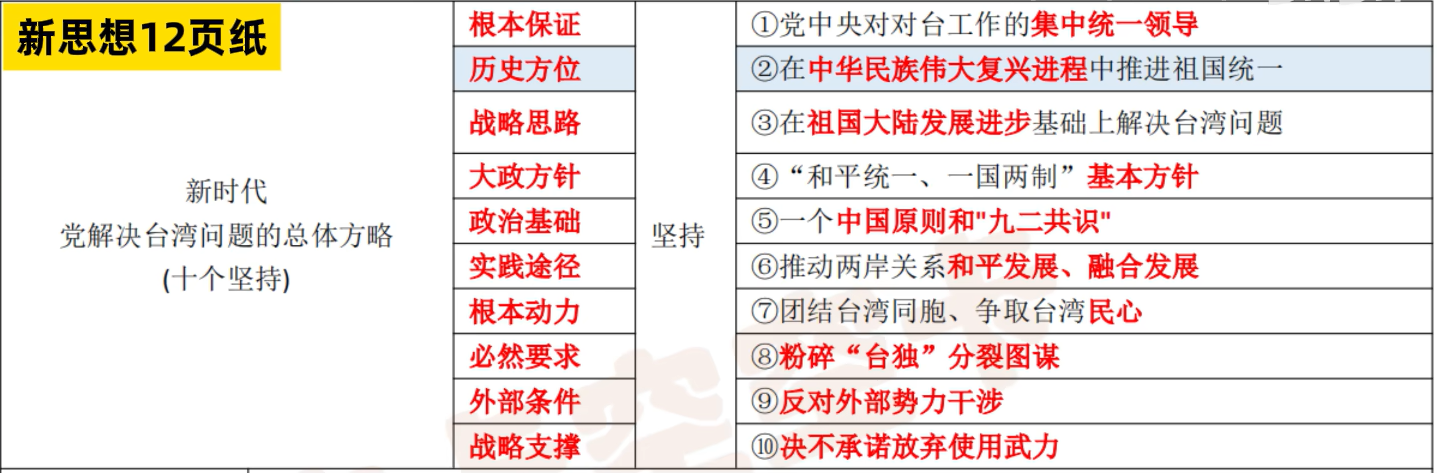 新思想12页纸
新时代
党解决台湾问题的总体方略
(十个坚持)
坚持
根本保证 ①党中央对对台工作的集中统一领导
历史方位 ②在中华民族伟大复兴进程中推进祖国统一
战略思路 ③在祖国大陆发展进步基础上解决台湾问题
大政方针 ④“和平统一、一国两制”基本方针
政治基础 ⑤一个中国原则和"九二共识"
实践途径 ⑥推动两岸关系和平发展、融合发展
根本动力 ⑦团结台湾同胞、争取台湾民心
必然要求 ⑧粉碎“台独”分裂图谋
外部条件 ⑨反对外部势力干涉
战略支撑 ⑩决不承诺放弃使用武力